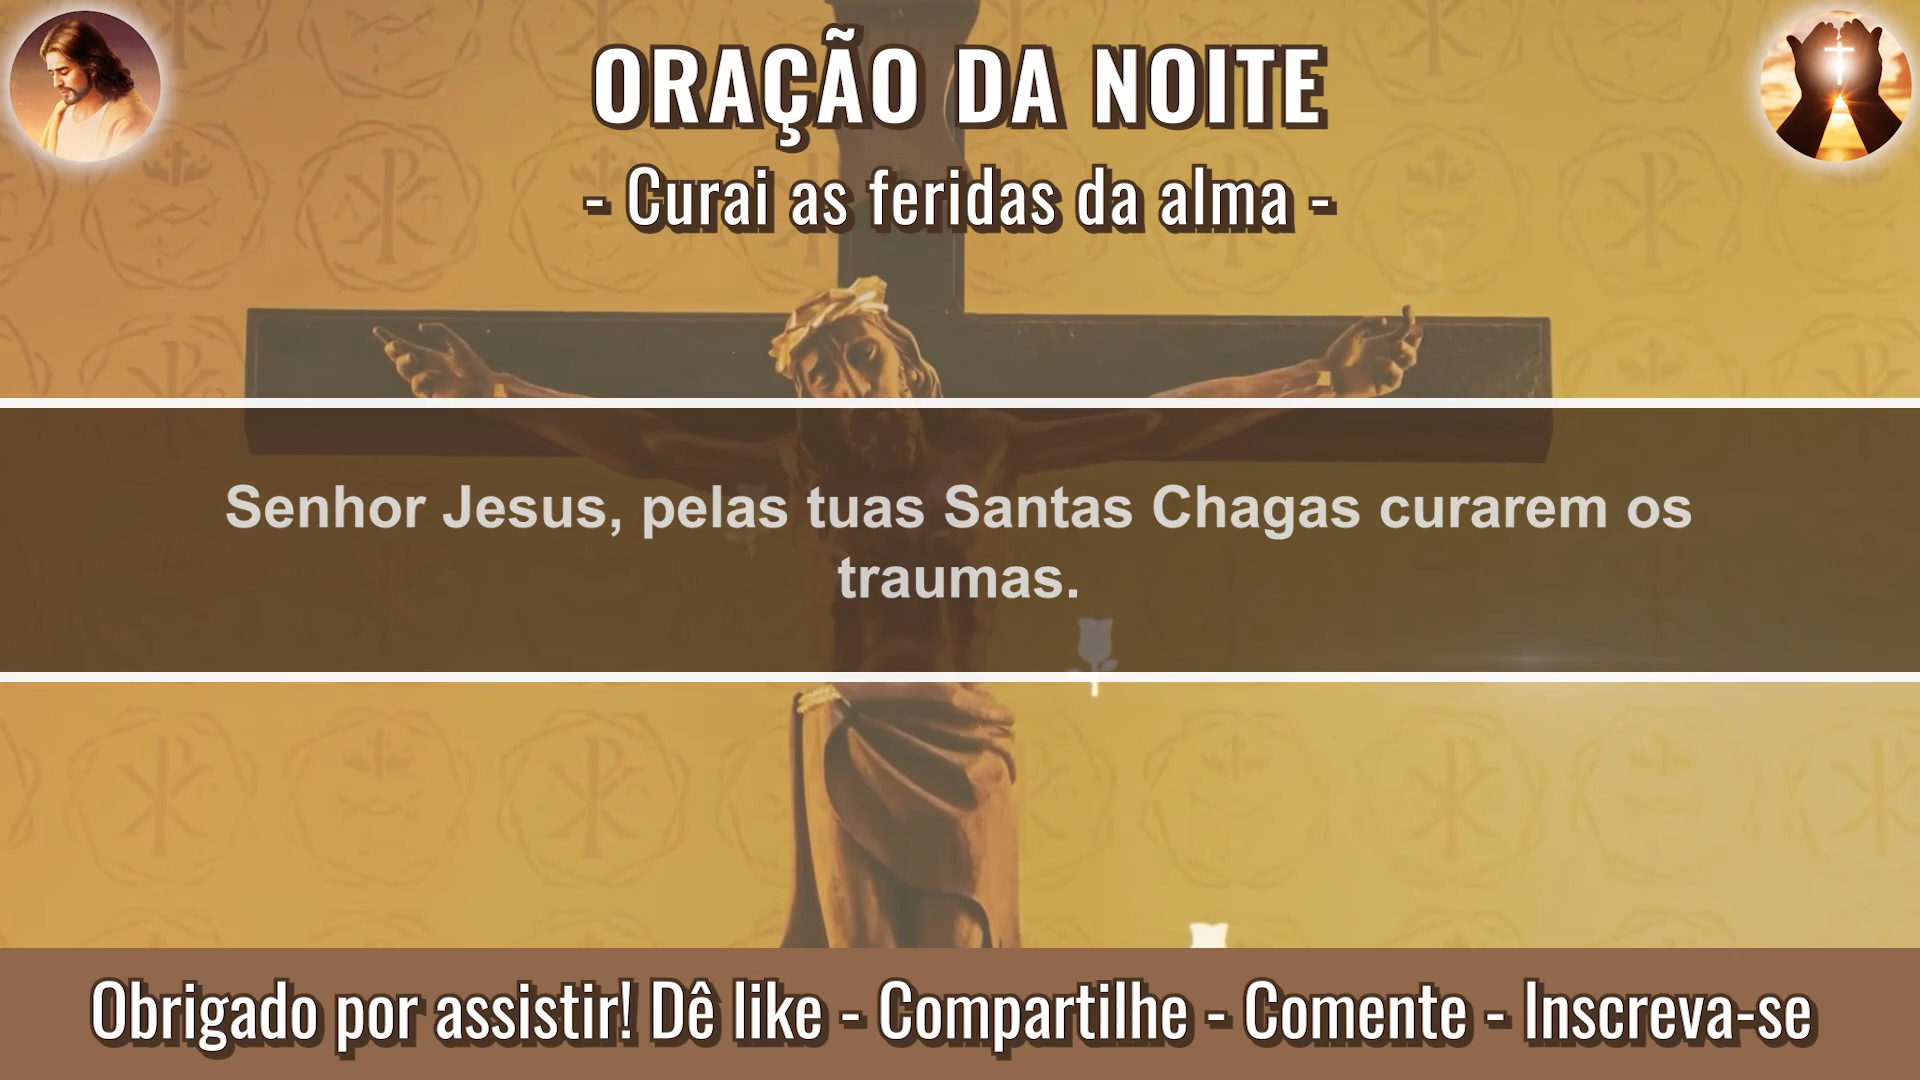 ORAÇÃO DA NOITE
- Curai as feridas da alma -
Senhor Jesus, pelas tuas Santas Chagas curarem os
traumas.
Obrigado por assistir! Dê like - Compartilhe - Comente - Inscreva-se